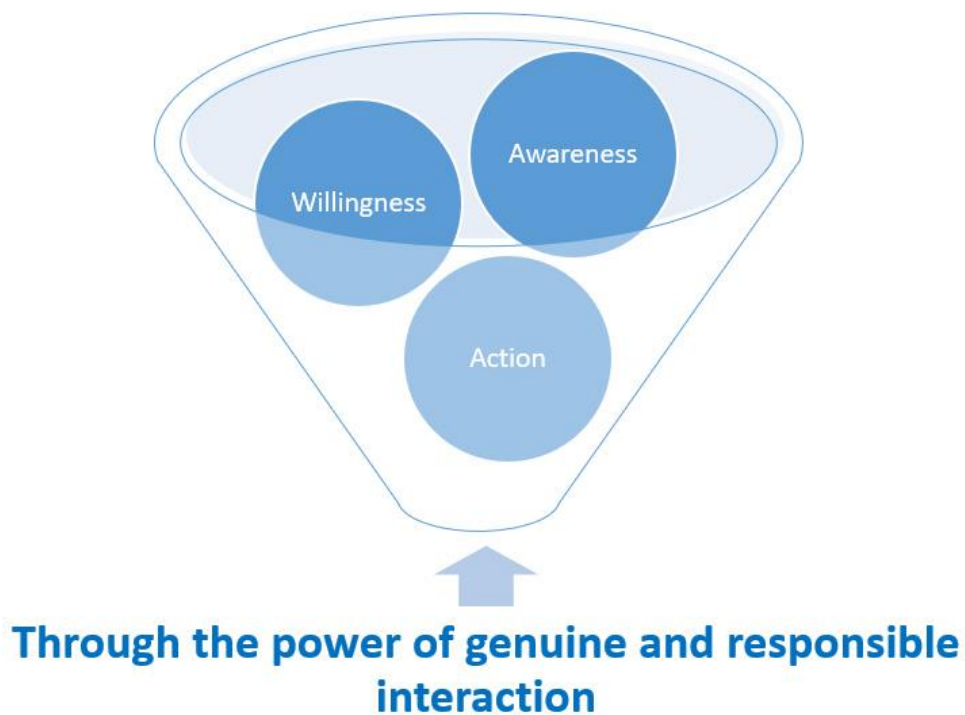 Awareness
Willingness
Action
Through the power of genuine and responsible
interaction